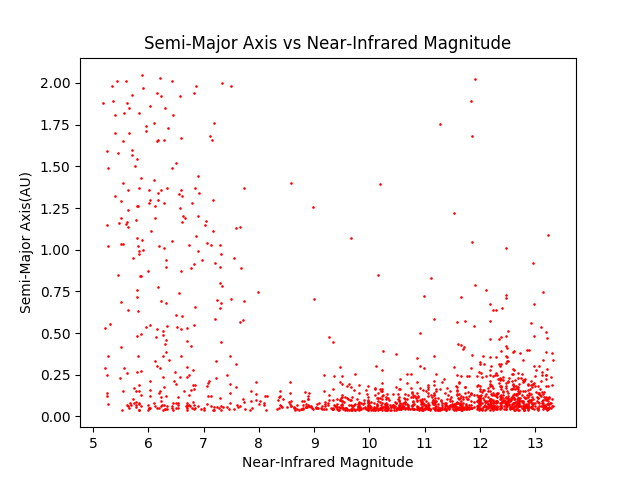 Semi-Major Axis vs Near-Infrared Magnitude
2.00
1.75
1.50
1.25
1.00
0.75
0.50
0.25
0.00
Semi-Major Axis(AU)
5 6 7 8 9 10 11 12 13
Near-Infrared Magnitude